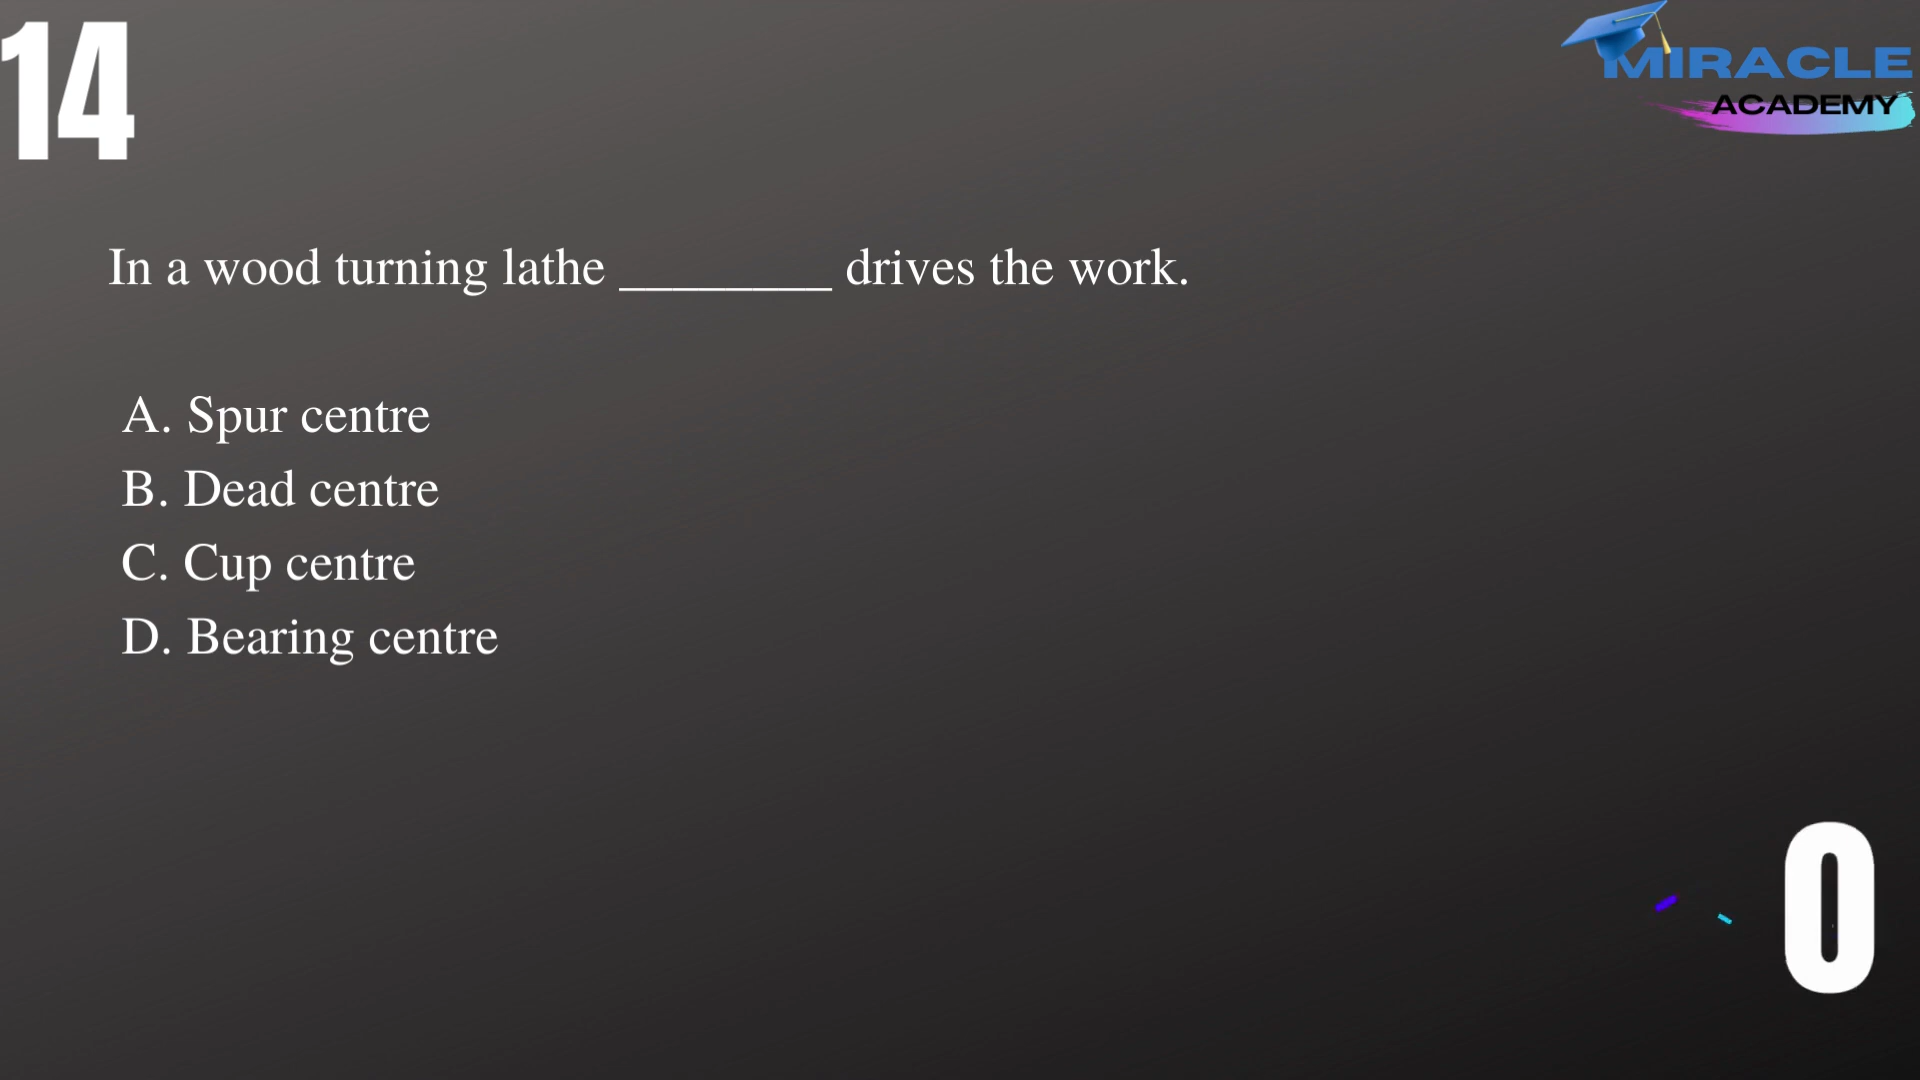 14
MIRACLE
ACADEMY
In a wood turning lathe ________ drives the work.
A. Spur centre
B. Dead centre
C. Cup centre
D. Bearing centre
0